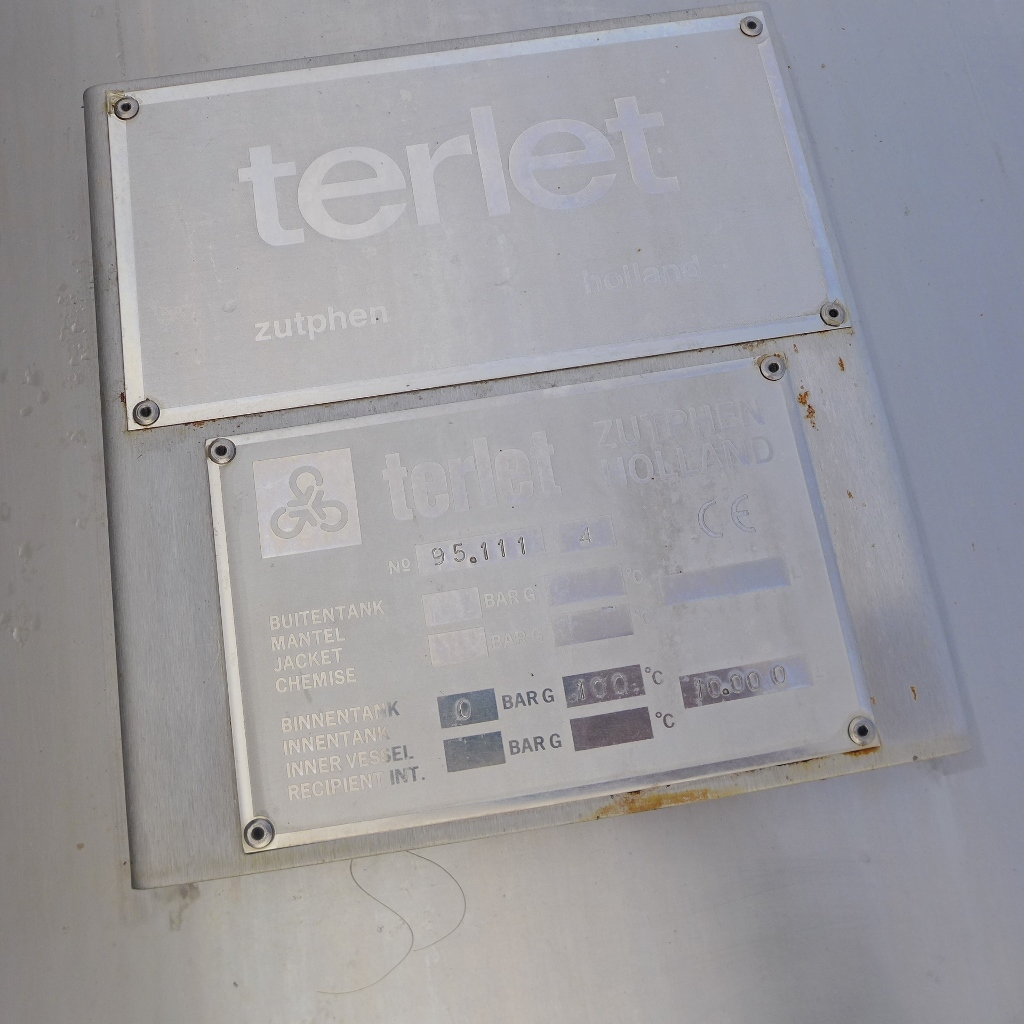 terlet
zutphen holland
terlet ZUTPHEN HOLLAND
CE
Nº 95.111 4
BUITENTANK BAR G °C
MANTEL BAR G
JACKET
CHEMISE
BINNENTANK 0 BAR G 100 °C 10.000
INNENTANK BAR G °C
INNER VESSEL
RECIPIENT INT.